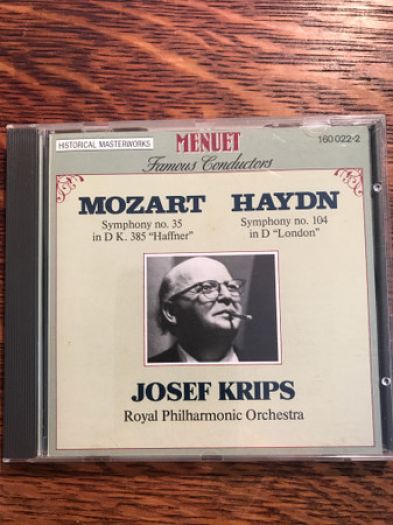 HISTORICAL MASTERWORKS
MENUET
160 022-2
Famous Conductors
MOZART
Symphony no. 35
in D K. 385 "Haffner"
HAYDN
Symphony no. 104
in D "London"
JOSEF KRIPS
Royal Philharmonic Orchestra